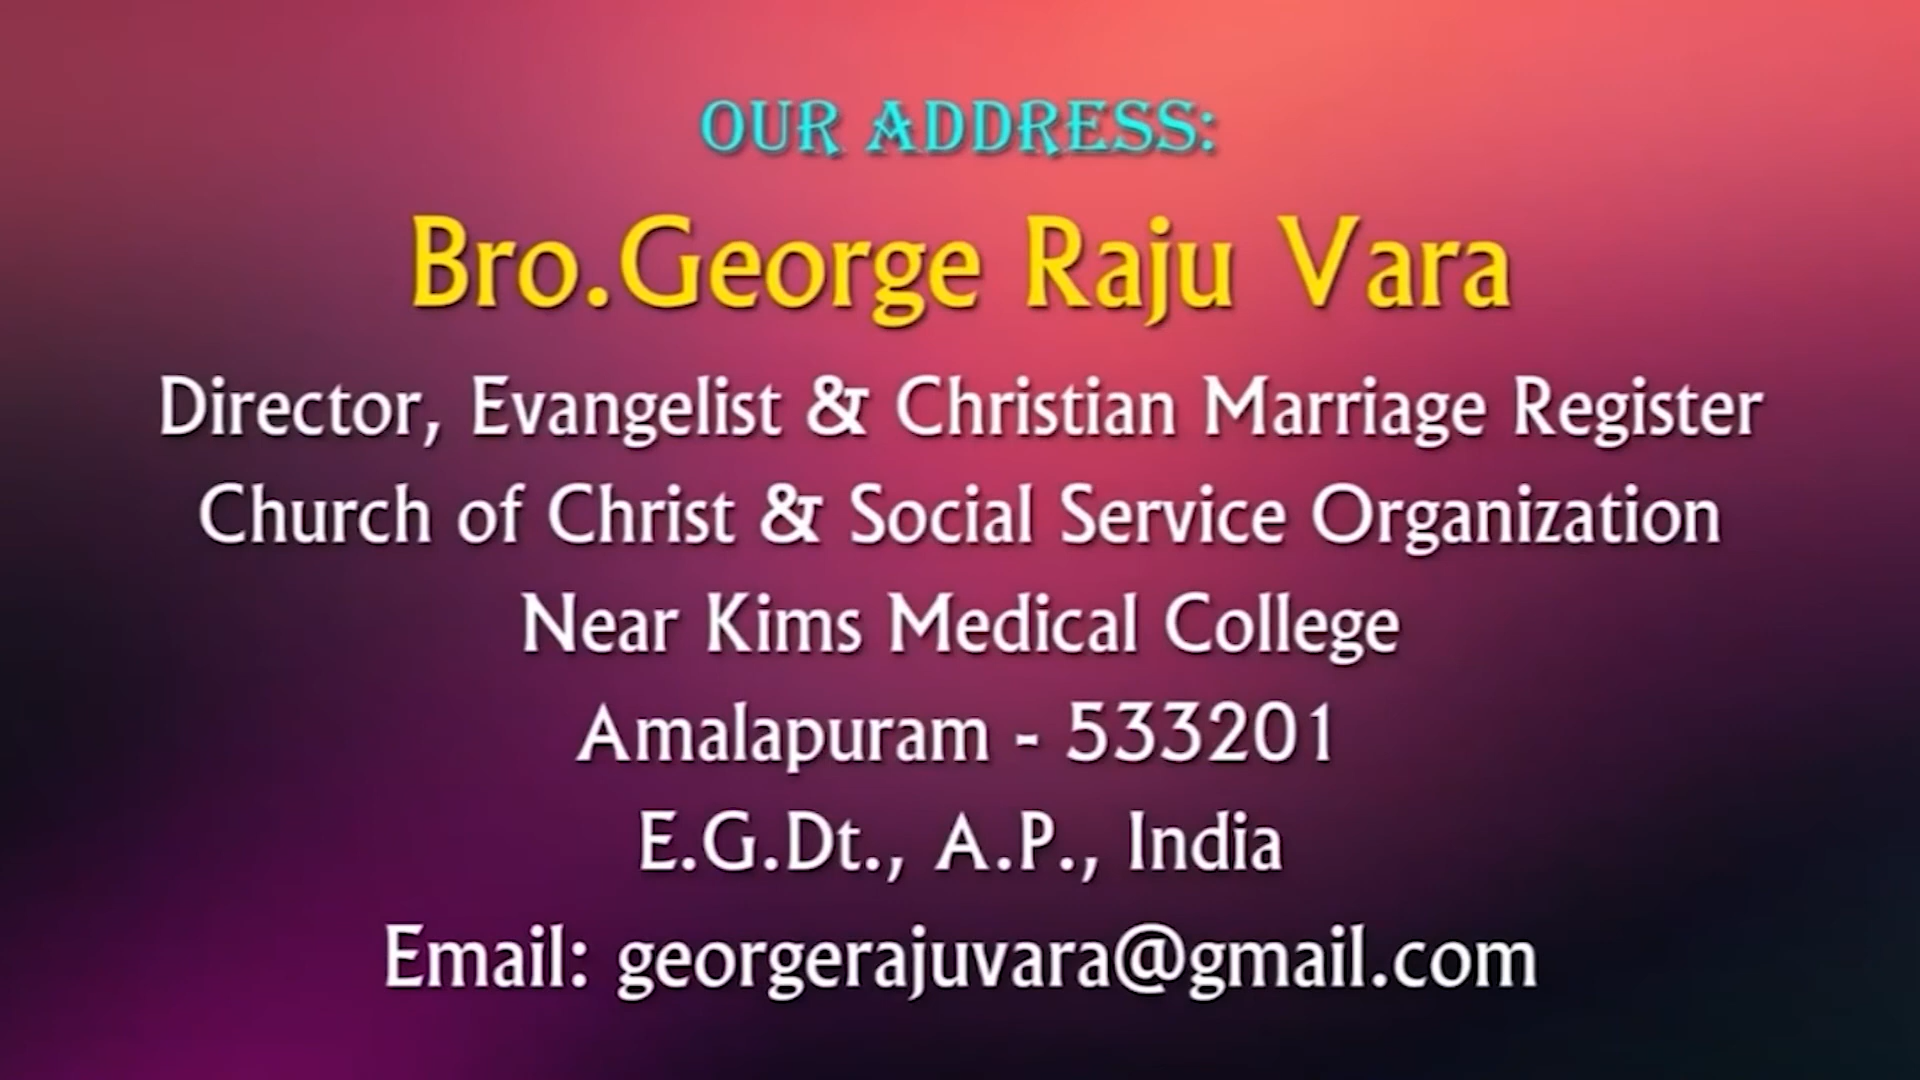 OUR ADDRESS:
Bro.George Raju Vara
Director, Evangelist & Christian Marriage Register
Church of Christ & Social Service Organization
Near Kims Medical College
Amalapuram - 533201
E.G.Dt., A.P., India
Email: georgerajuvara@gmail.com